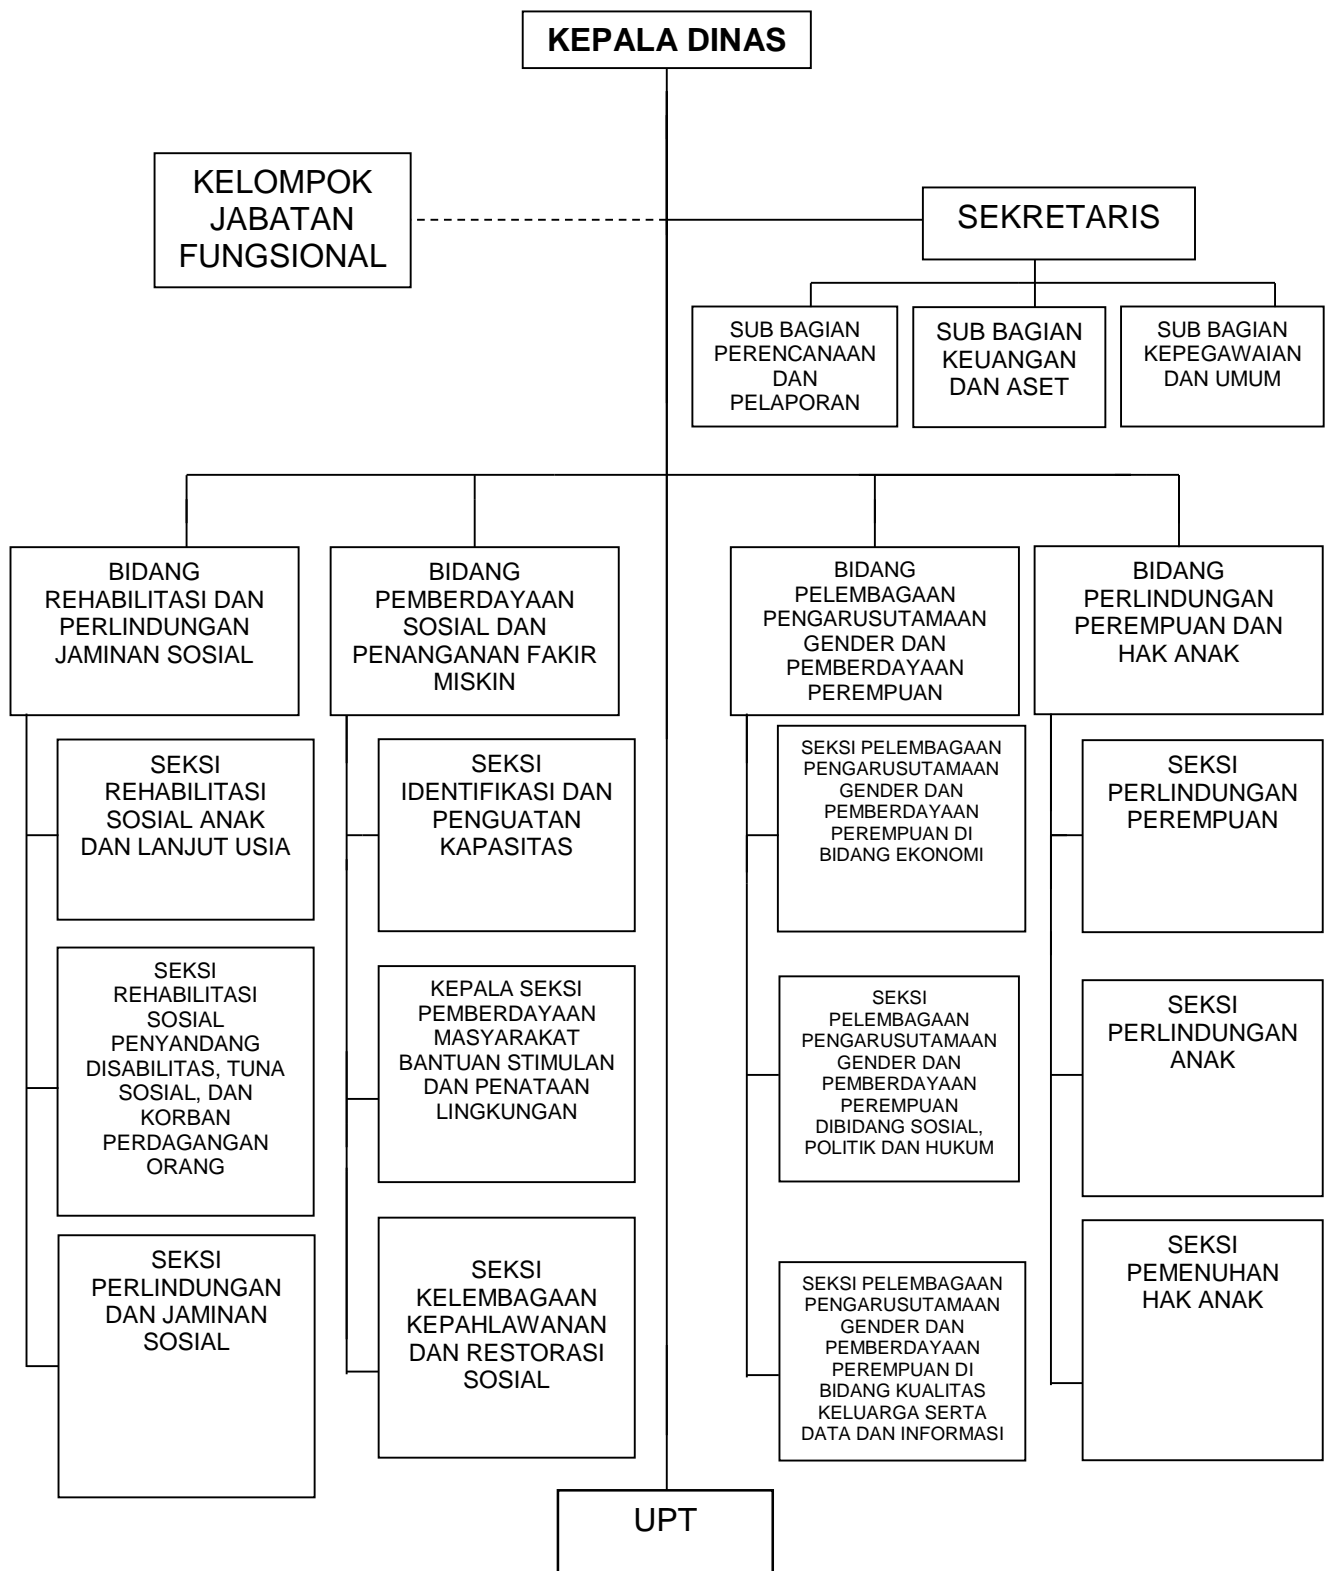 KEPALA DINAS
KELOMPOK
JABATAN
FUNGSIONAL
SEKRETARIS
SUB BAGIAN
PERENCANAAN
DAN
PELAPORAN
SUB BAGIAN
KEUANGAN
DAN ASET
SUB BAGIAN
KEPEGAWAIAN
DAN UMUM
BIDANG
REHABILITASI DAN
PERLINDUNGAN
JAMINAN SOSIAL
BIDANG
PEMBERDAYAAN
SOSIAL DAN
PENANGANAN FAKIR
MISKIN
BIDANG
PELEMBAGAAN
PENGARUSUTAMAAN
GENDER DAN
PEMBERDAYAAN
PEREMPUAN
BIDANG
PERLINDUNGAN
PEREMPUAN DAN
HAK ANAK
SEKSI
REHABILITASI
SOSIAL ANAK
DAN LANJUT USIA
SEKSI
IDENTIFIKASI DAN
PENGUATAN
KAPASITAS
SEKSI PELEMBAGAAN
PENGARUSUTAMAAN
GENDER DAN
PEMBERDAYAAN
PEREMPUAN DI
BIDANG EKONOMI
SEKSI
PERLINDUNGAN
PEREMPUAN
SEKSI
REHABILITASI
SOSIAL
PENYANDANG
DISABILITAS, TUNA
SOSIAL, DAN
KORBAN
PERDAGANGAN
ORANG
KEPALA SEKSI
PEMBERDAYAAN
MASYARAKAT
BANTUAN STIMULAN
DAN PENATAAN
LINGKUNGAN
SEKSI
PELEMBAGAAN
PENGARUSUTAMAAN
GENDER DAN
PEMBERDAYAAN
PEREMPUAN
DIBIDANG SOSIAL,
POLITIK DAN HUKUM
SEKSI
PERLINDUNGAN
ANAK
SEKSI
PERLINDUNGAN
DAN JAMINAN
SOSIAL
SEKSI
KELEMBAGAAN
KEPAHLAWANAN
DAN RESTORASI
SOSIAL
SEKSI PELEMBAGAAN
PENGARUSUTAMAAN
GENDER DAN
PEMBERDAYAAN
PEREMPUAN DI
BIDANG KUALITAS
KELUARGA SERTA
DATA DAN INFORMASI
SEKSI
PEMENUHAN
HAK ANAK
UPT